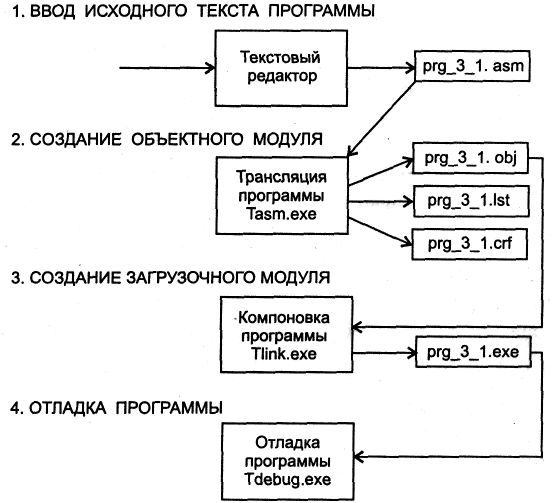 1. ВВОД ИСХОДНОГО ТЕКСТА ПРОГРАММЫ
Текстовый
редактор
prg_3_1. asm
2. СОЗДАНИЕ ОБЪЕКТНОГО МОДУЛЯ
Трансляция
программы
Tasm.exe
prg_3_1. obj
prg_3_1.lst
prg_3_1.crf
3. СОЗДАНИЕ ЗАГРУЗОЧНОГО МОДУЛЯ
Компоновка
программы
Tlink.exe
prg_3_1.exe
4. ОТЛАДКА ПРОГРАММЫ
Отладка
программы
Tdebug.exe